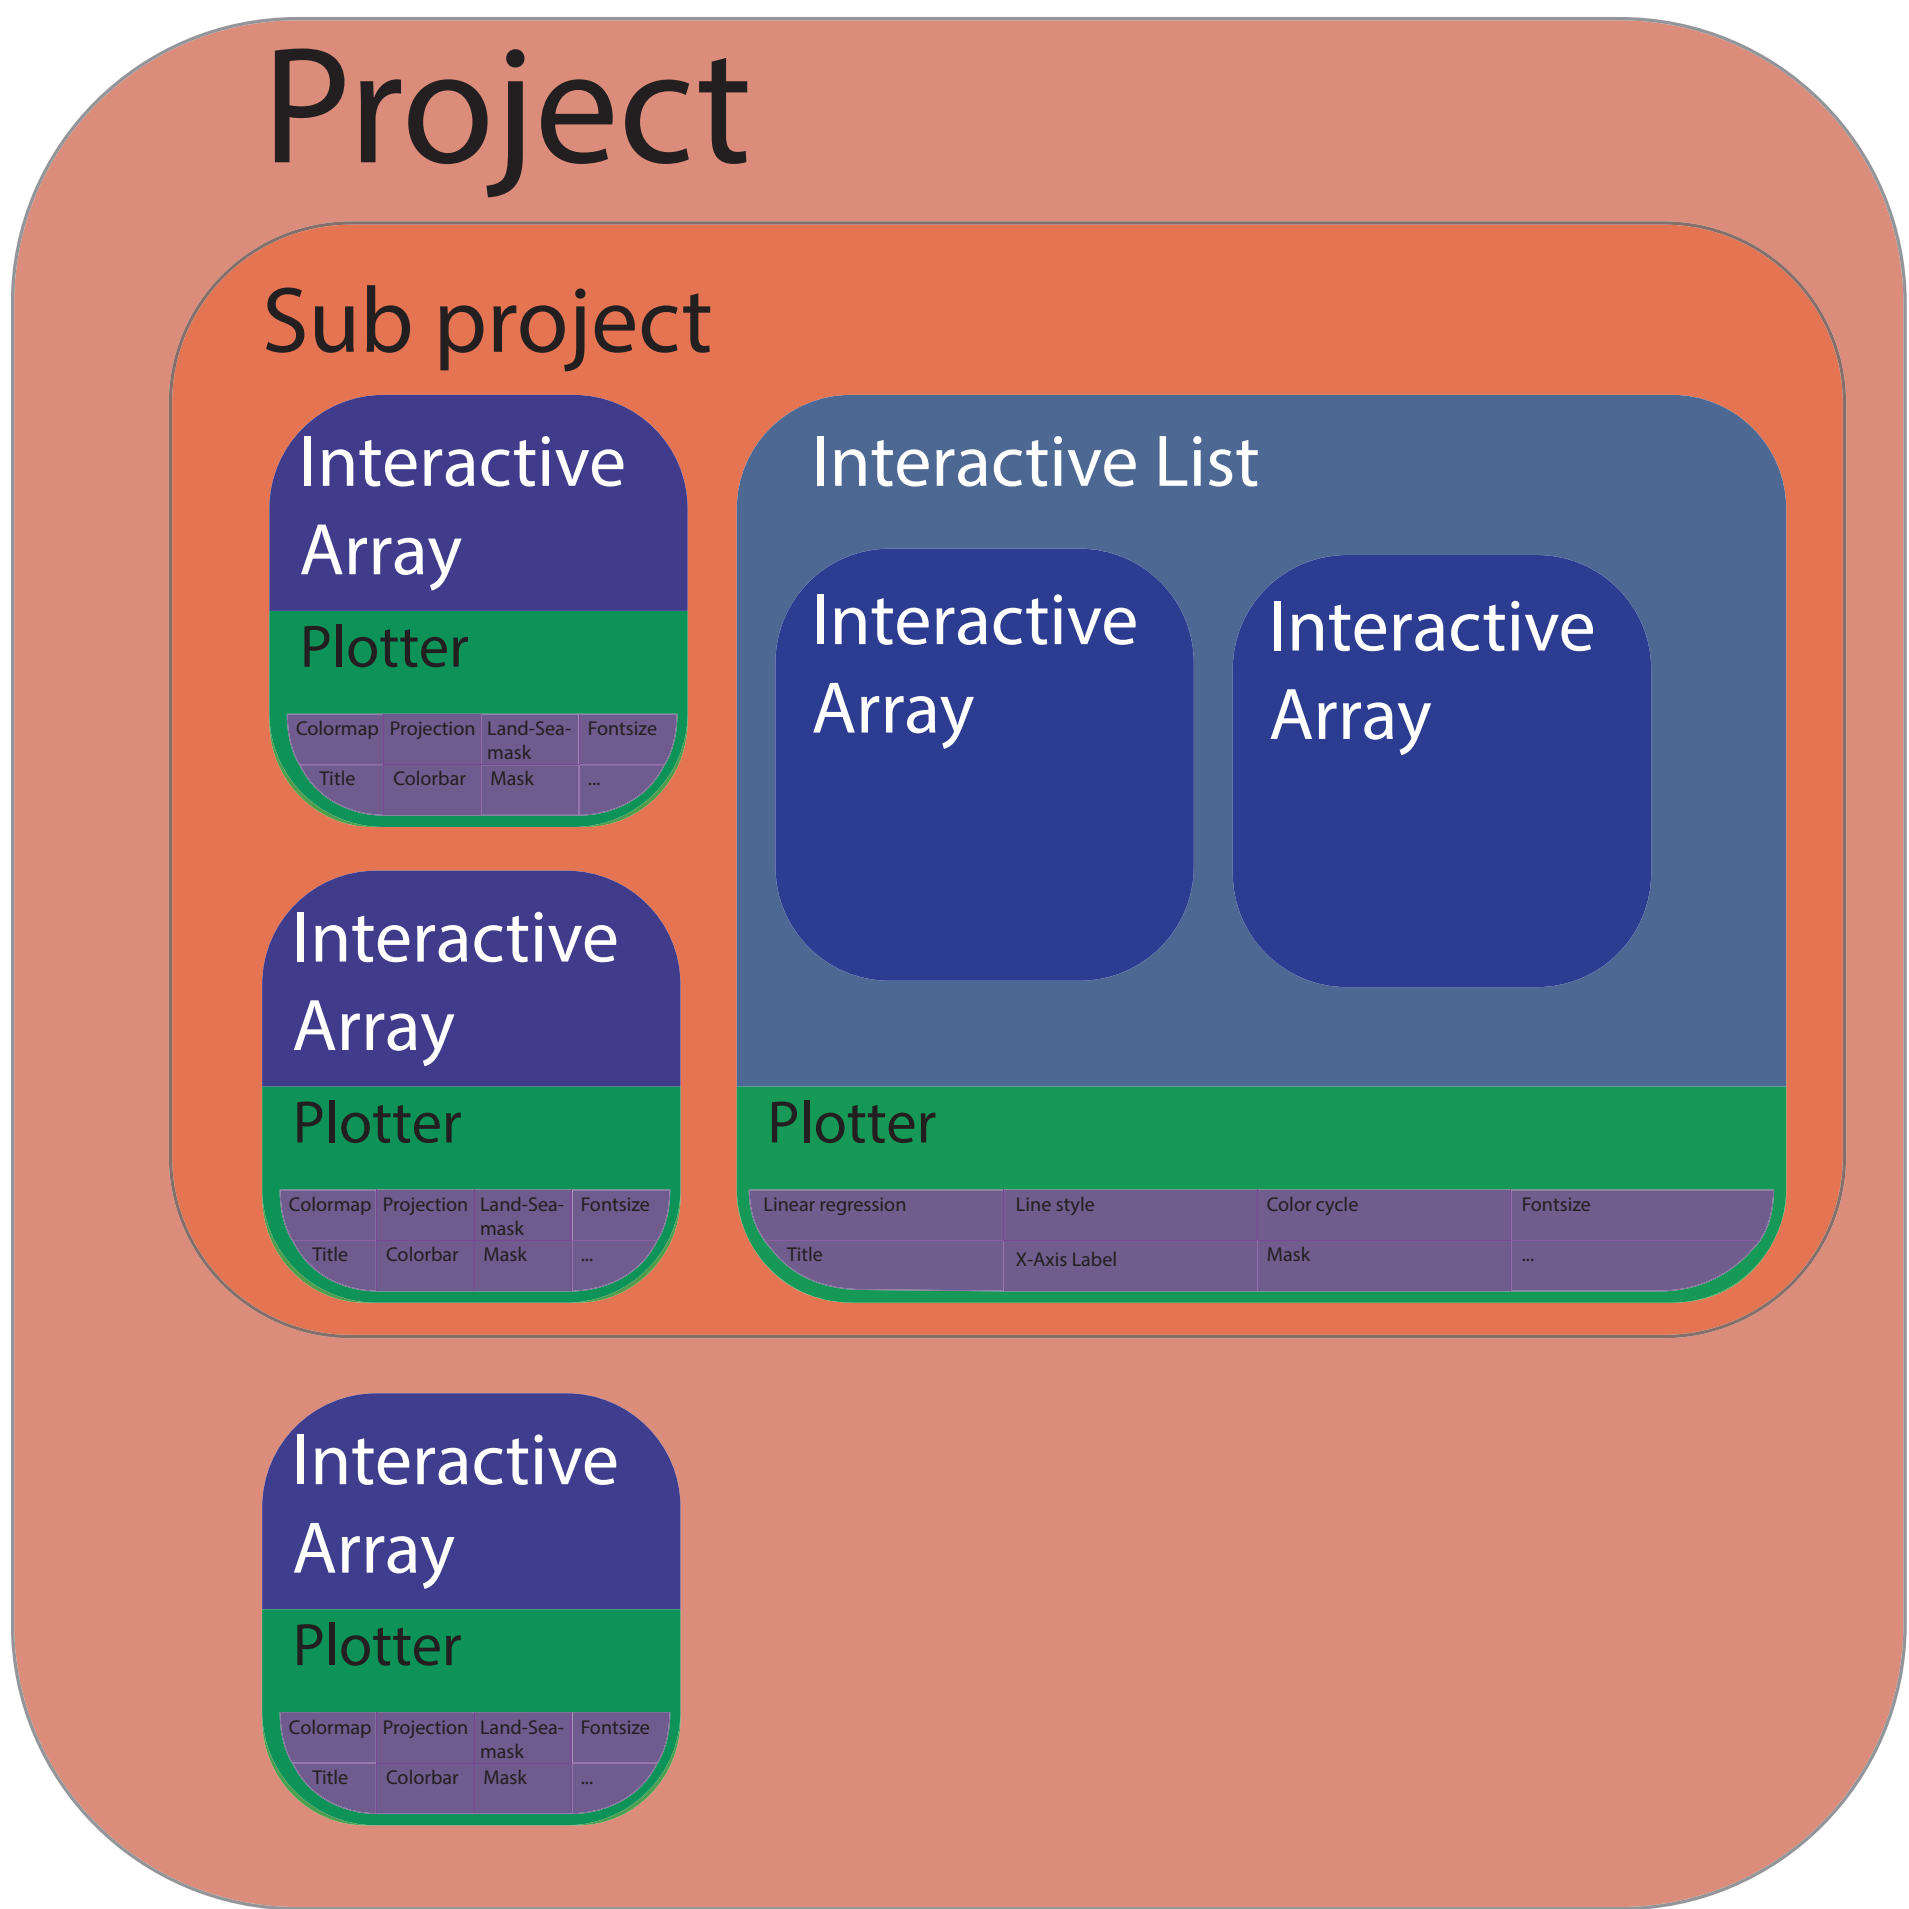 Project
Sub project
Interactive
Array
Plotter
Colormap Projection Land-Sea- Fontsize
mask
Title Colorbar Mask ...
Interactive List
Interactive
Array
Interactive
Array
Interactive
Array
Plotter
Colormap Projection Land-Sea- Fontsize
mask
Title Colorbar Mask ...
Plotter
Linear regression Line style Color cycle Fontsize
Title X-Axis Label Mask ...
Interactive
Array
Plotter
Colormap Projection Land-Sea- Fontsize
mask
Title Colorbar Mask ...